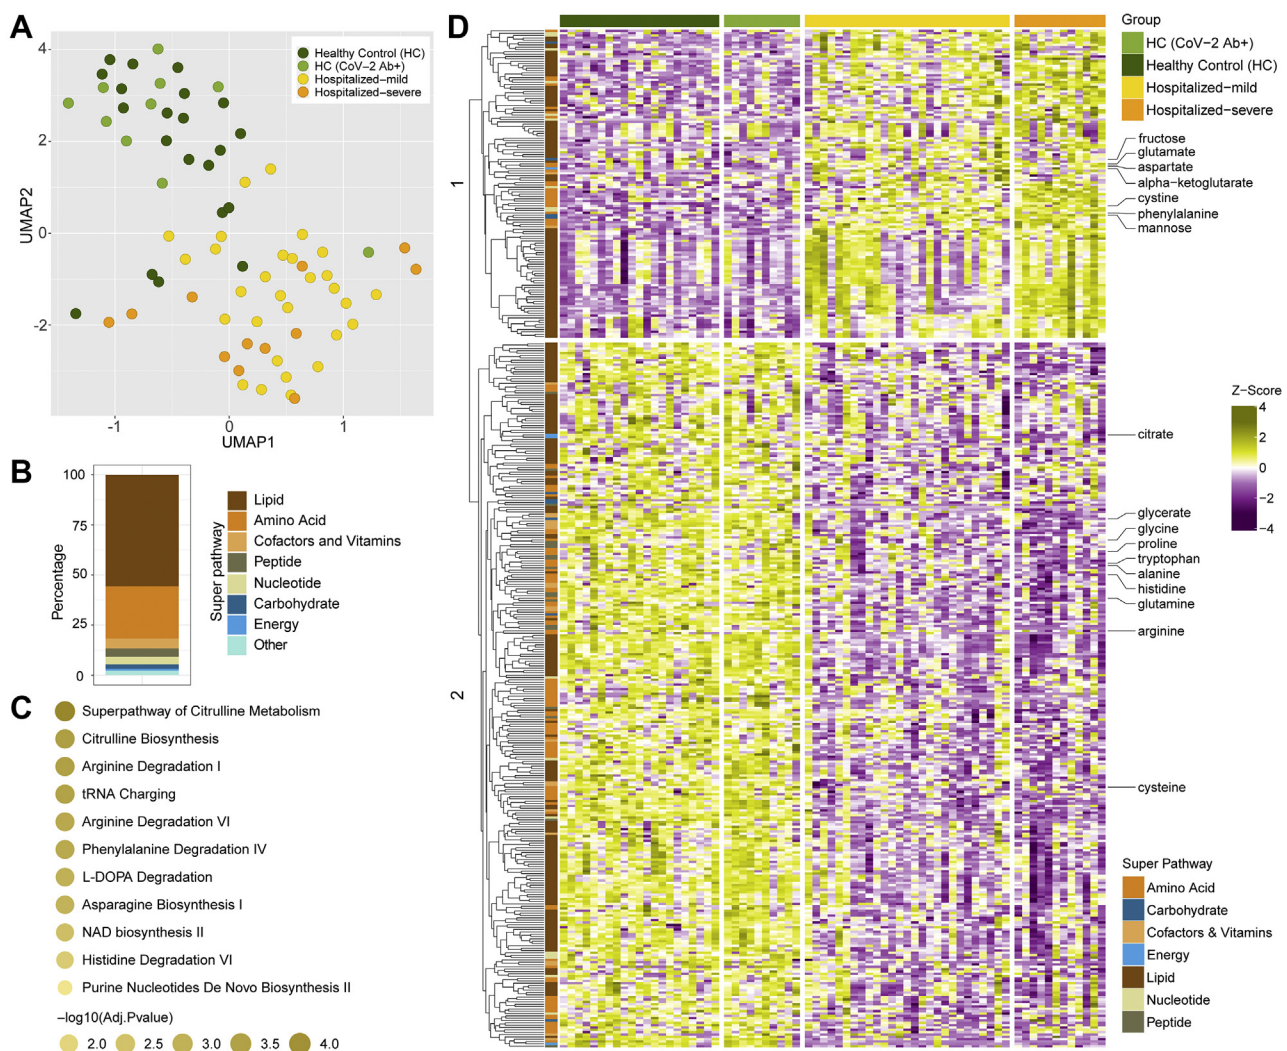 A
4
2
0
-2
UMAP2
-1
0
1
UMAP1
Healthy Control (HC)
HC (CoV−2 Ab+)
Hospitalized−mild
Hospitalized−severe
B
100
75
50
25
0
Percentage
Super pathway
Lipid
Amino Acid
Cofactors and Vitamins
Peptide
Nucleotide
Carbohydrate
Energy
Other
C
Superpathway of Citrulline Metabolism
Citrulline Biosynthesis
Arginine Degradation I
tRNA Charging
Arginine Degradation VI
Phenylalanine Degradation IV
L-DOPA Degradation
Asparagine Biosynthesis I
NAD biosynthesis II
Histidine Degradation VI
Purine Nucleotides De Novo Biosynthesis II
−log10(Adj.Pvalue)
2.0 2.5 3.0 3.5 4.0
D
1
2
Group
HC (CoV−2 Ab+)
Healthy Control (HC)
Hospitalized−mild
Hospitalized−severe
fructose
glutamate
aspartate
alpha-ketoglutarate
cystine
phenylalanine
mannose
Z−Score
4
2
0
−2
−4
citrate
glycerate
glycine
proline
tryptophan
alanine
histidine
glutamine
arginine
cysteine
Super Pathway
Amino Acid
Carbohydrate
Cofactors & Vitamins
Energy
Lipid
Nucleotide
Peptide